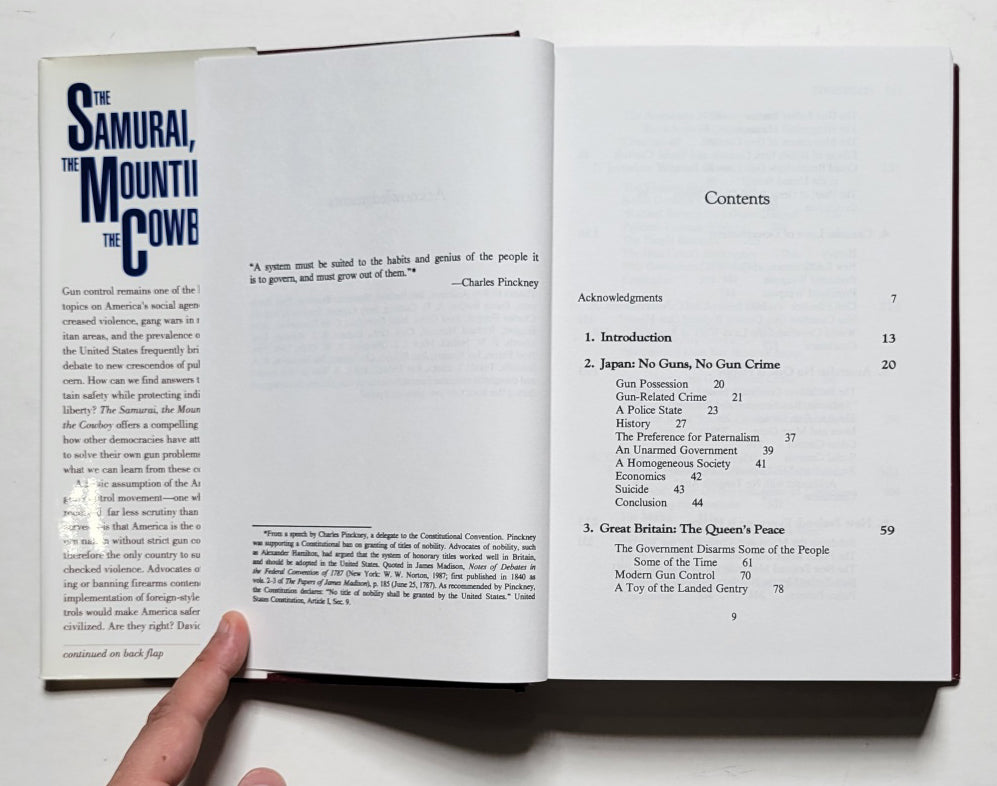 THE
SAMURAI,
THE MOUNTI
THE COWB
Gun control remains one of the
topics on America's social agen
creased violence, gang wars in
itan areas, and the prevalence o
the United States frequently bri
debate to new crescendos of pul
cern. How can we find answers t
tain safety while protecting indi
liberty? The Samurai, the Moun
the Cowboy offers a compelling
how other democracies have att
to solve their own gun problems
what we can learn from these
assumption of the
movement—one
far less scrutiny than
is that America is the o
without strict gun co
therefore the only country to su
checked violence. Advocates o
ing or banning firearms conten
implementation of foreign-style
trols would make America safer
civilized. Are they right? David
continued on back flap
"A system must be suited to the habits and genius of the people it
is to govern, and must grow out of them."*
—Charles Pinckney
*From a speech by Charles Pinckney, a delegate to the Constitutional Convention. Pinckney
was supporting a Constitutional ban on granting of titles of nobility. Advocates of nobility, such
as Alexander Hamilton, had argued that the system of honorary titles worked well in Britain,
and should be adopted in the United States. Quoted in James Madison, Notes of Debates in
the Federal Convention of 1787 (New York: W. W. Norton, 1987; first published in 1840 as
vols. 2-3 of The Papers of James Madison), p. 185 (June 25, 1787). As recommended by Pinckney,
the Constitution declares: "No title of nobility shall be granted by the United States." United
States Constitution, Article I, Sec. 9.
Contents
Acknowledgments 7
1. Introduction 13
2. Japan: No Guns, No Gun Crime 20
Gun Possession 20
Gun-Related Crime 21
A Police State 23
History 27
The Preference for Paternalism 37
An Unarmed Government 39
A Homogeneous Society 41
Economics 42
Suicide 43
Conclusion 44
3. Great Britain: The Queen's Peace 59
The Government Disarms Some of the People
Some of the Time 61
Modern Gun Control 70
A Toy of the Landed Gentry 78
9